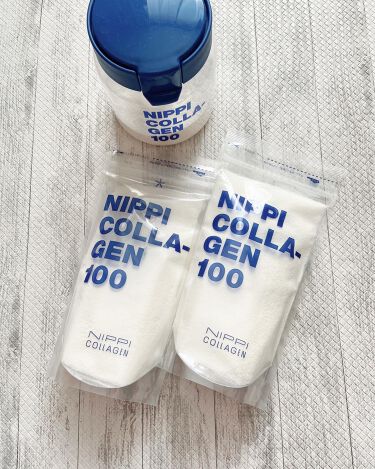 NIPPI
COLLA-
GEN
100
NIPPI
COLLA-
GEN
100
NIPPI
COLLAGEN
NIPPI
COLLA-
GEN
100
NIPPI
COLLAGEN